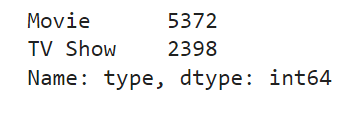 Movie      5372
TV Show    2398
Name: type, dtype: int64